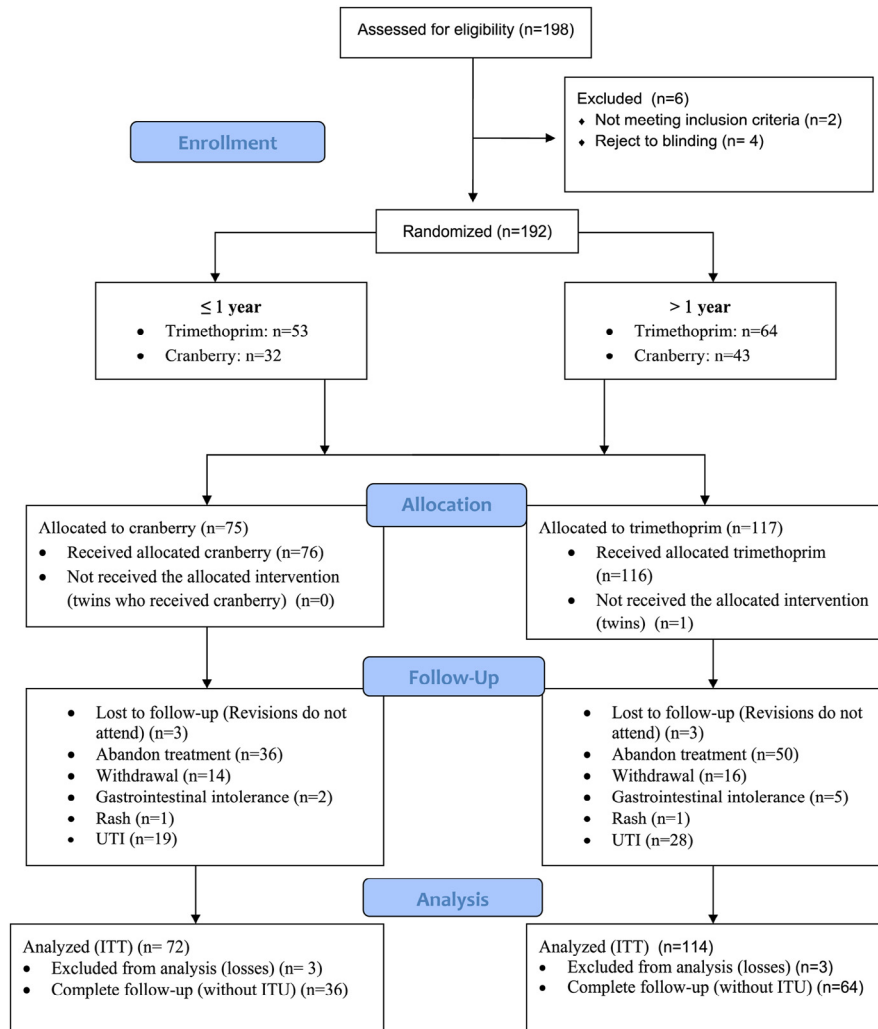 Assessed for eligibility (n=198)
Excluded (n=6)
♦ Not meeting inclusion criteria (n=2)
♦ Reject to blinding (n= 4)
Enrollment
Randomized (n=192)
≤ 1 year
• Trimethoprim: n=53
• Cranberry: n=32
> 1 year
• Trimethoprim: n=64
• Cranberry: n=43
Allocation
Allocated to cranberry (n=75)
• Received allocated cranberry (n=76)
• Not received the allocated intervention
(twins who received cranberry) (n=0)
Allocated to trimethoprim (n=117)
• Received allocated trimethoprim
(n=116)
• Not received the allocated intervention
(twins) (n=1)
Follow-Up
• Lost to follow-up (Revisions do not
attend) (n=3)
• Abandon treatment (n=36)
• Withdrawal (n=14)
• Gastrointestinal intolerance (n=2)
• Rash (n=1)
• UTI (n=19)
• Lost to follow-up (Revisions do not
attend) (n=3)
• Abandon treatment (n=50)
• Withdrawal (n=16)
• Gastrointestinal intolerance (n=5)
• Rash (n=1)
• UTI (n=28)
Analysis
Analyzed (ITT) (n= 72)
• Excluded from analysis (losses) (n= 3)
• Complete follow-up (without ITU) (n=36)
Analyzed (ITT) (n=114)
• Excluded from analysis (losses) (n=3)
• Complete follow-up (without ITU) (n=64)